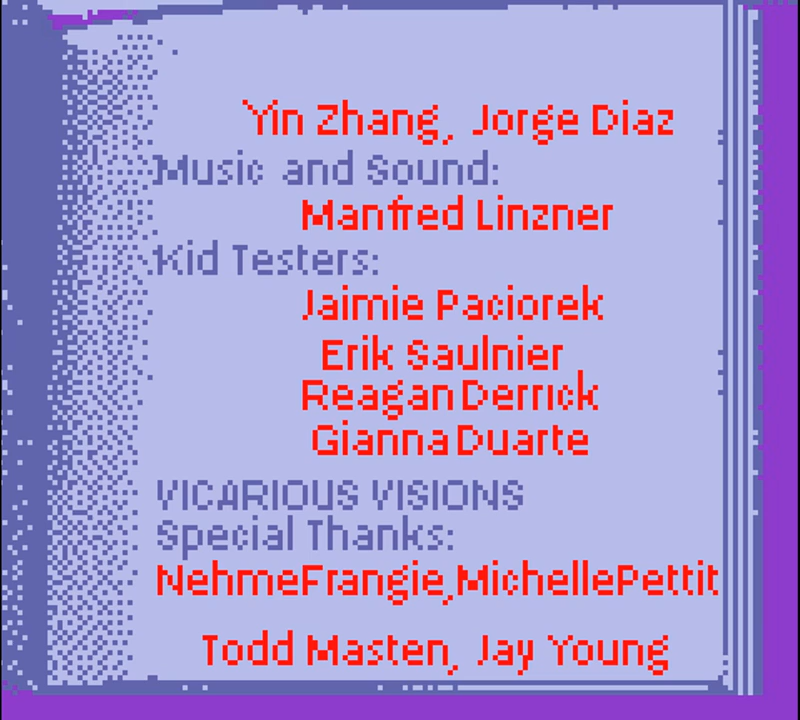 Yin Zhang, Jorge Diaz
Music and Sound:
Manfred Linzner
Kid Testers:
Jaimie Paciorek
Erik Saulnier
Reagan Derrick
Gianna Duarte
VICARIOUS VISIONS
Special Thanks:
NehmeFrangie,MichellePettit
Todd Masten, Jay Young